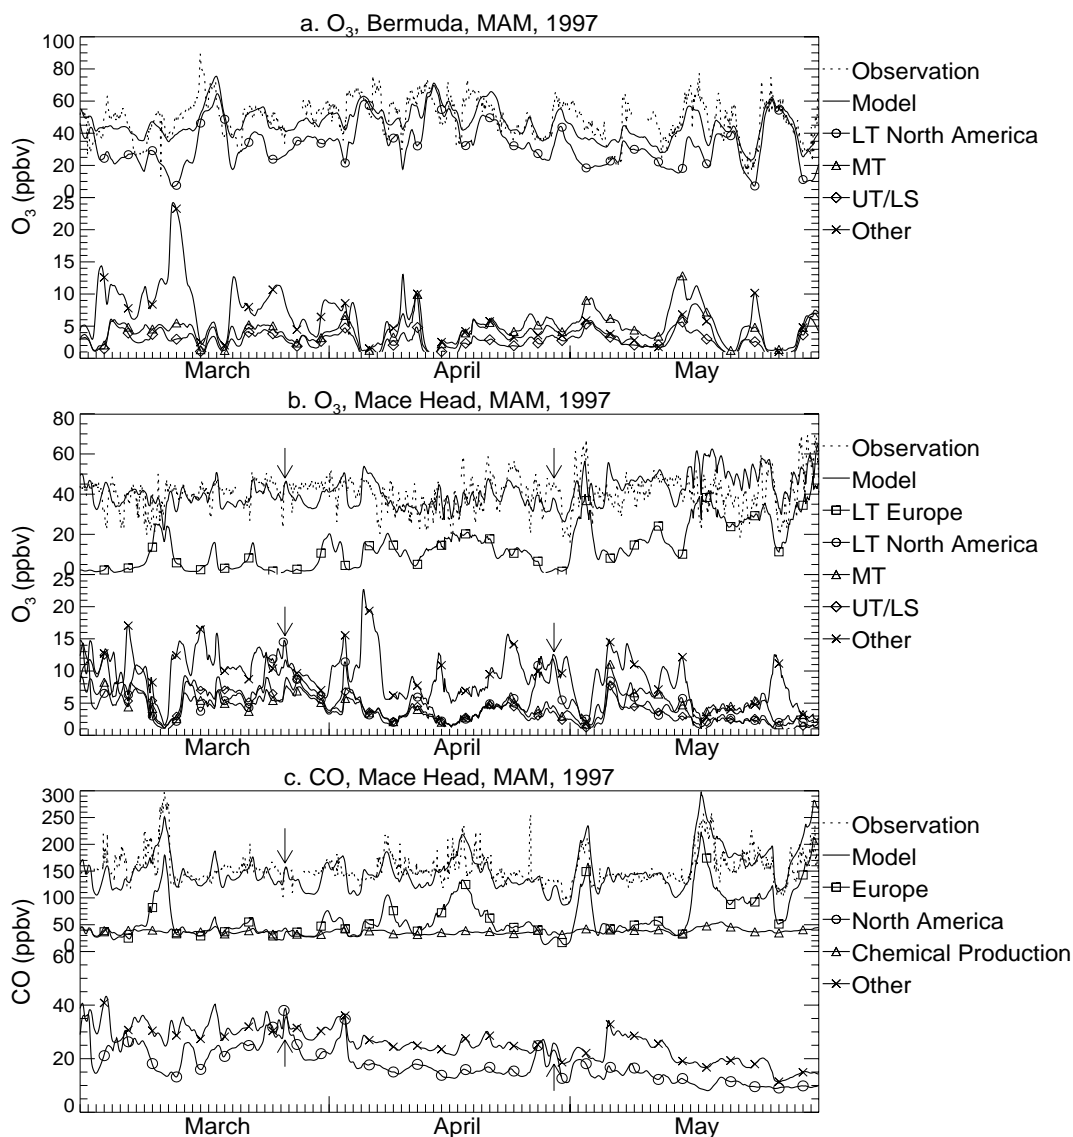 a. O3, Bermuda, MAM, 1997
100
80
60
40
20
0
25
20
15
10
5
0
O3 (ppbv)
March
April
May
Observation
Model
LT North America
MT
UT/LS
Other
b. O3, Mace Head, MAM, 1997
80
60
40
20
0
25
20
15
10
5
0
O3 (ppbv)
March
April
May
Observation
Model
LT Europe
LT North America
MT
UT/LS
Other
c. CO, Mace Head, MAM, 1997
300
250
200
150
100
50
0
60
40
20
0
CO (ppbv)
March
April
May
Observation
Model
Europe
North America
Chemical Production
Other